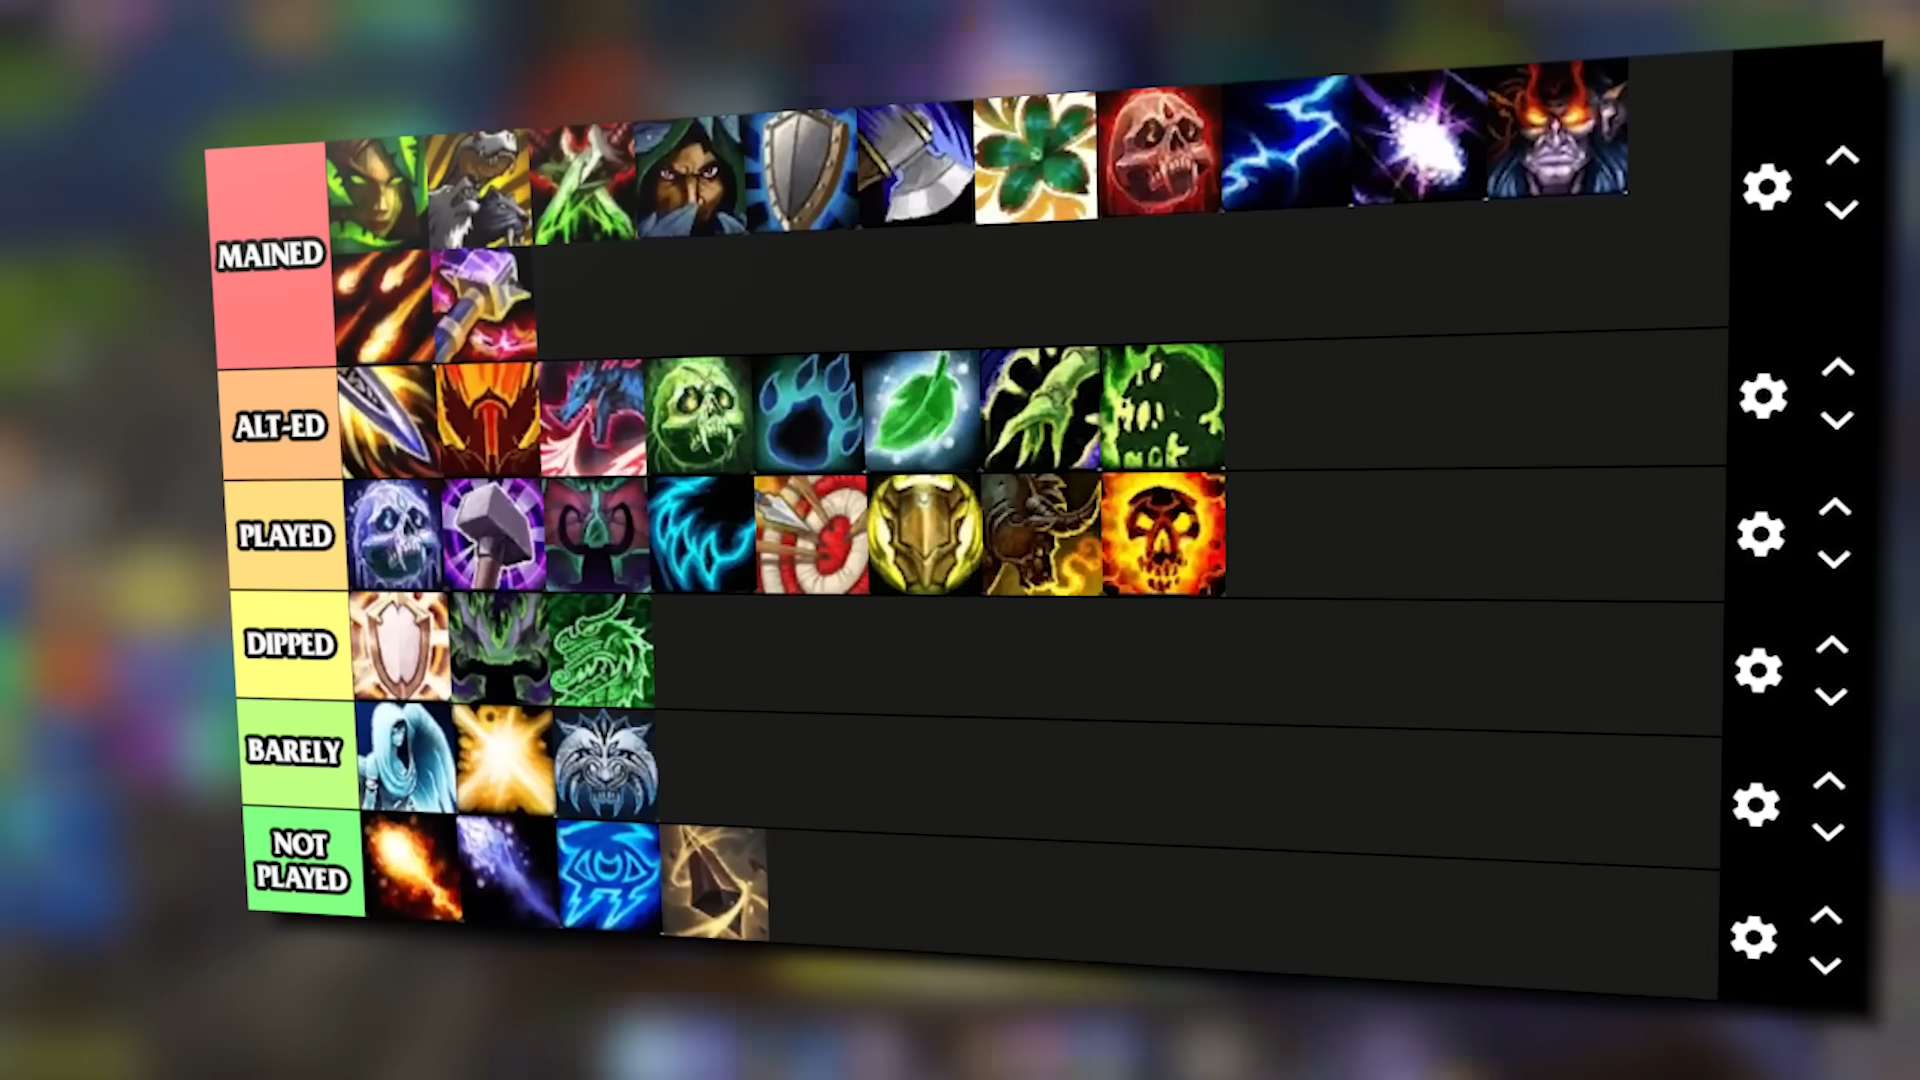 MAINED
ALT-ED
PLAYED
DIPPED
BARELY
NOT
PLAYED